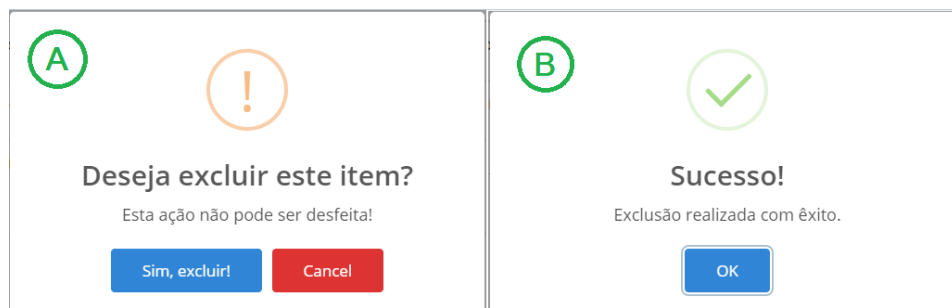 A
Deseja excluir este item?
Esta ação não pode ser desfeita!
Sim, excluir! Cancel
B
Sucesso!
Exclusão realizada com êxito.
OK